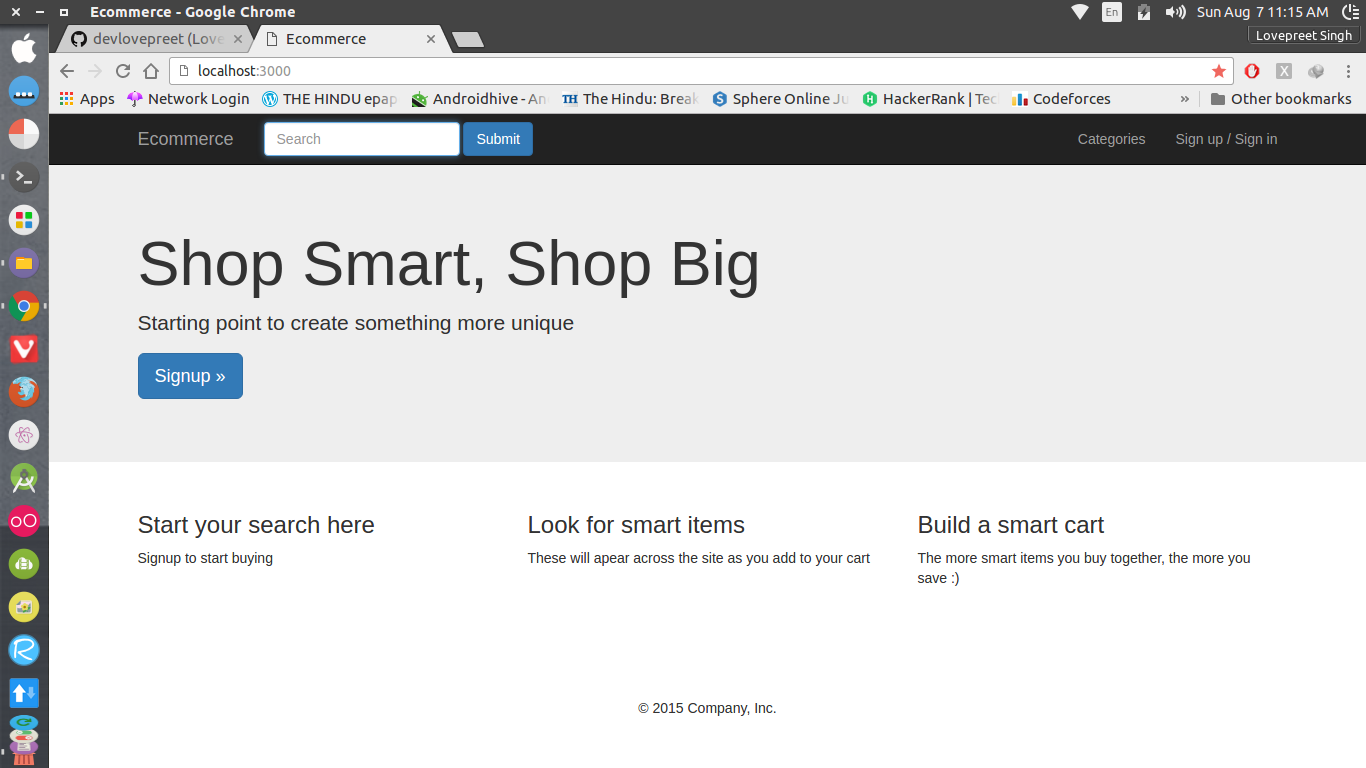 Ecommerce - Google Chrome
En
Sun Aug 7 11:15 AM
Lovepreet Singh
devlovepreet (Love
Ecommerce
localhost:3000
Apps
Network Login
THE HINDU epap
Androidhive - An
TH The Hindu: Break
Sphere Online Ju
HackerRank | Tec
Codeforces
»
Other bookmarks
Ecommerce
Search
Submit
Categories
Sign up / Sign in
Shop Smart, Shop Big
Starting point to create something more unique
Signup »
Start your search here
Signup to start buying
Look for smart items
These will apear across the site as you add to your cart
Build a smart cart
The more smart items you buy together, the more you
save :)
© 2015 Company, Inc.